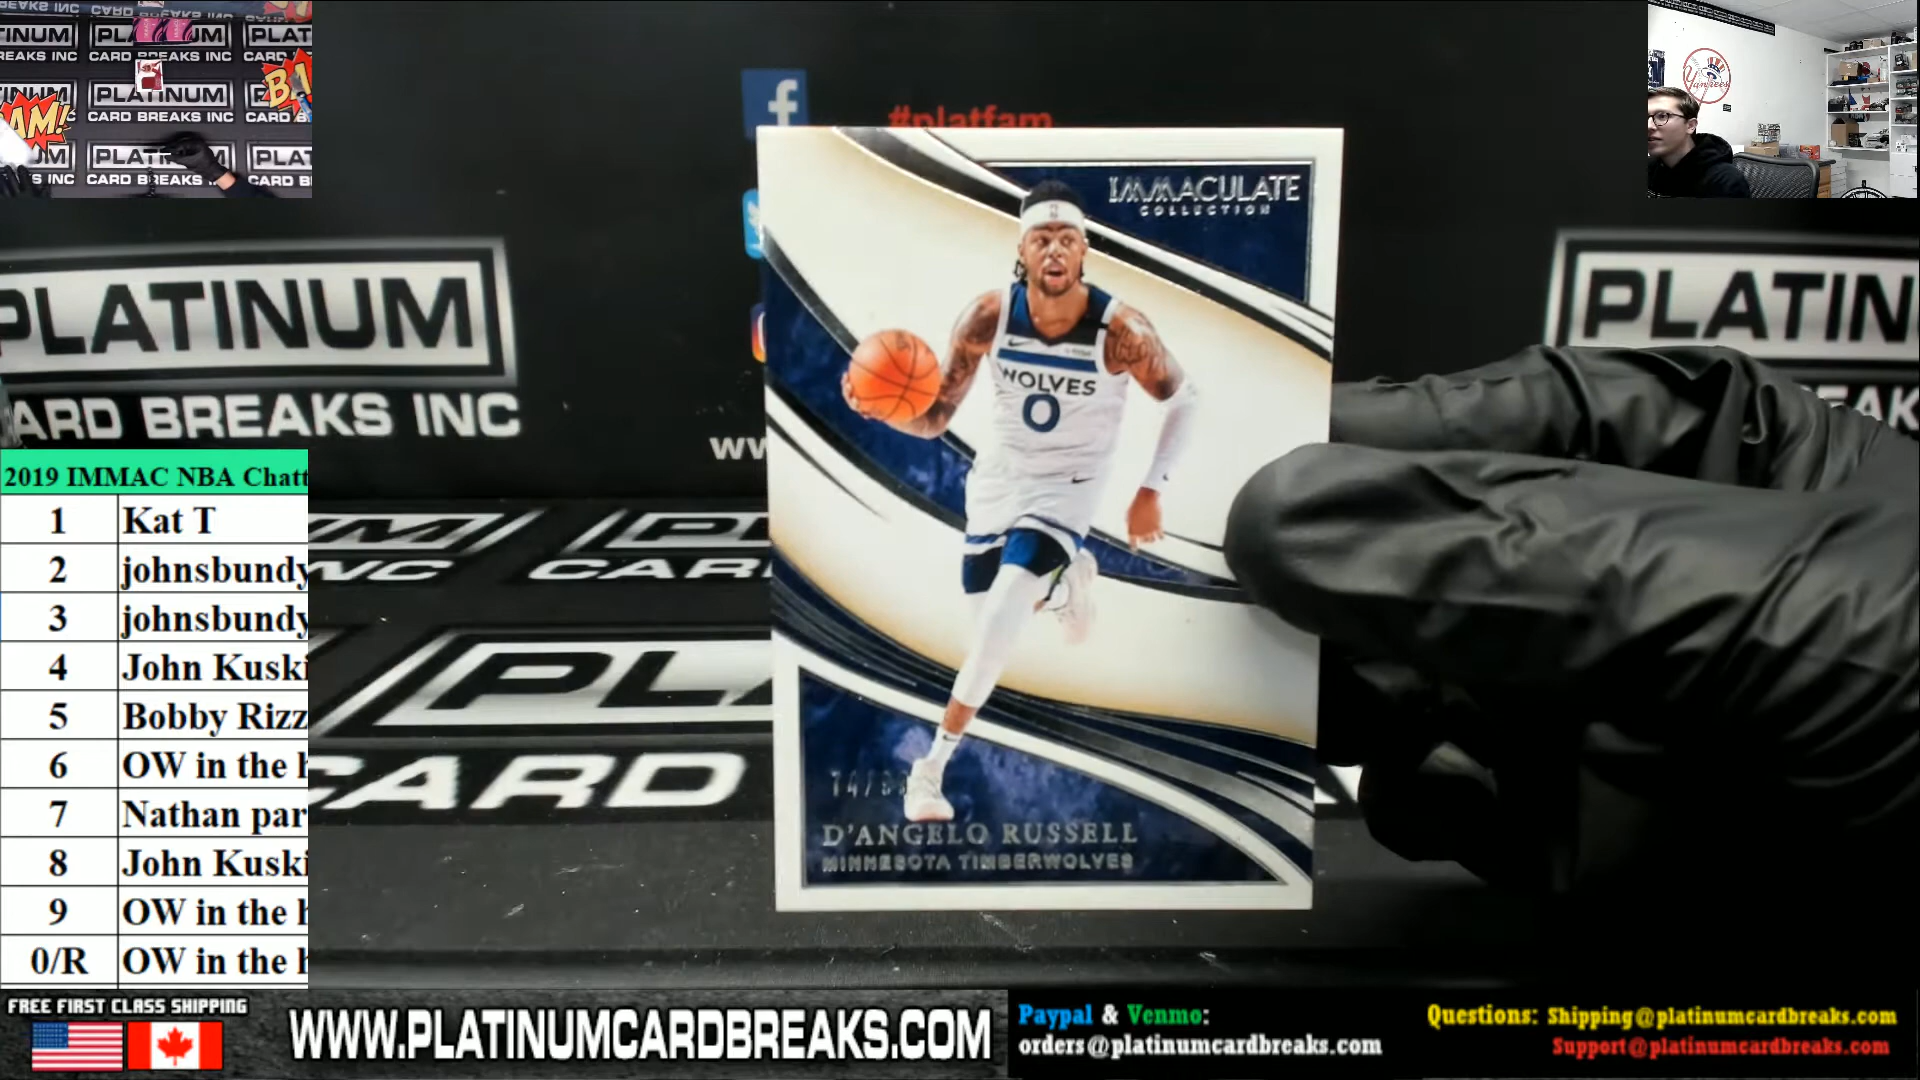 PLATINUM
CARD BREAKS INC
#platfam
IMMACULATE
COLLECTION
WOLVES
0
D'ANGELO RUSSELL
MINNESOTA TIMBERWOLVES
PLATIN
2019 IMMAC NBA Chatt
1 Kat T
2 johnsbundy
3 johnsbundy
4 John Kuski
5 Bobby Rizz
6 OW in the h
7 Nathan par
8 John Kuski
9 OW in the h
0/R OW in the h
FREE FIRST CLASS SHIPPING
WWW.PLATINUMCARDBREAKS.COM
Paypal & Venmo:
orders@platinumcardbreaks.com
Questions: Shipping@platinumcardbreaks.com
Support@platinumcardbreaks.com